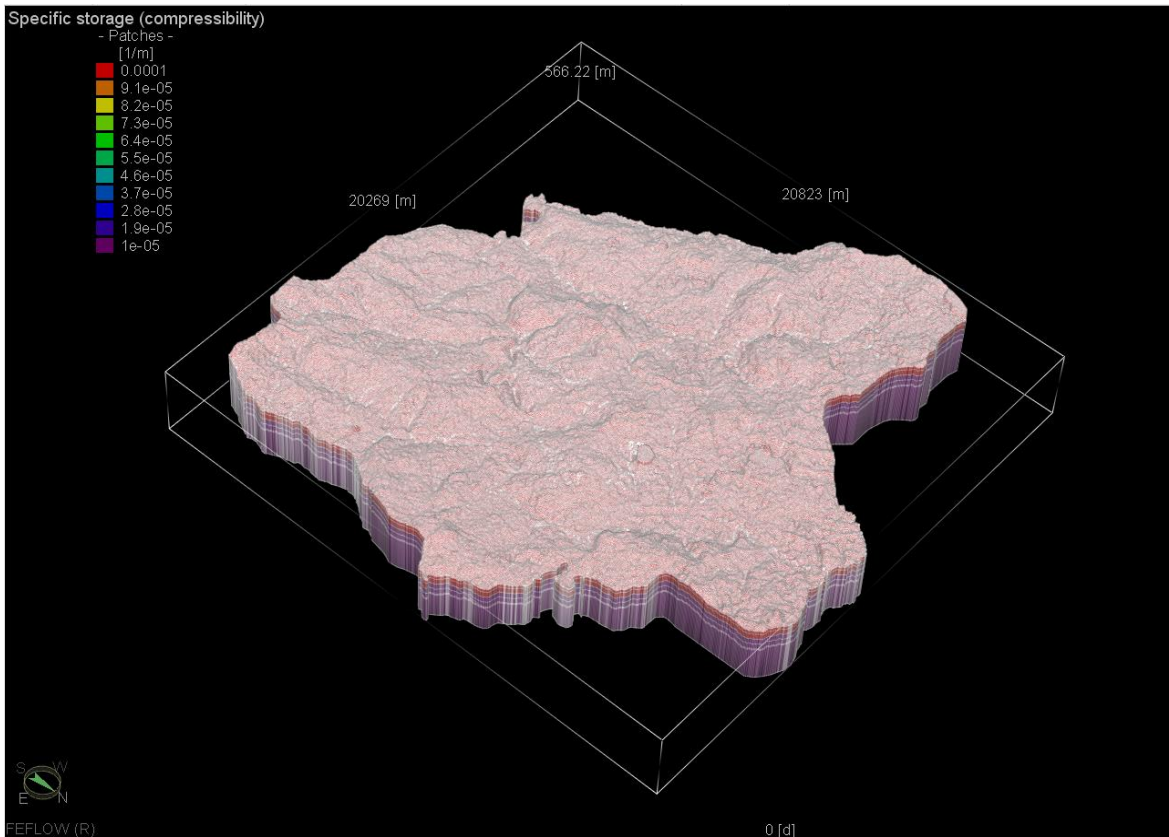 Specific storage (compressibility)
- Patches -
[1/m]
0.0001
9.1e-05
8.2e-05
7.3e-05
6.4e-05
5.5e-05
4.6e-05
3.7e-05
2.8e-05
1.9e-05
1e-05
566.22 [m]
20269 [m]
20823 [m]
S W
E N
FEFLOW (R)
0 [d]